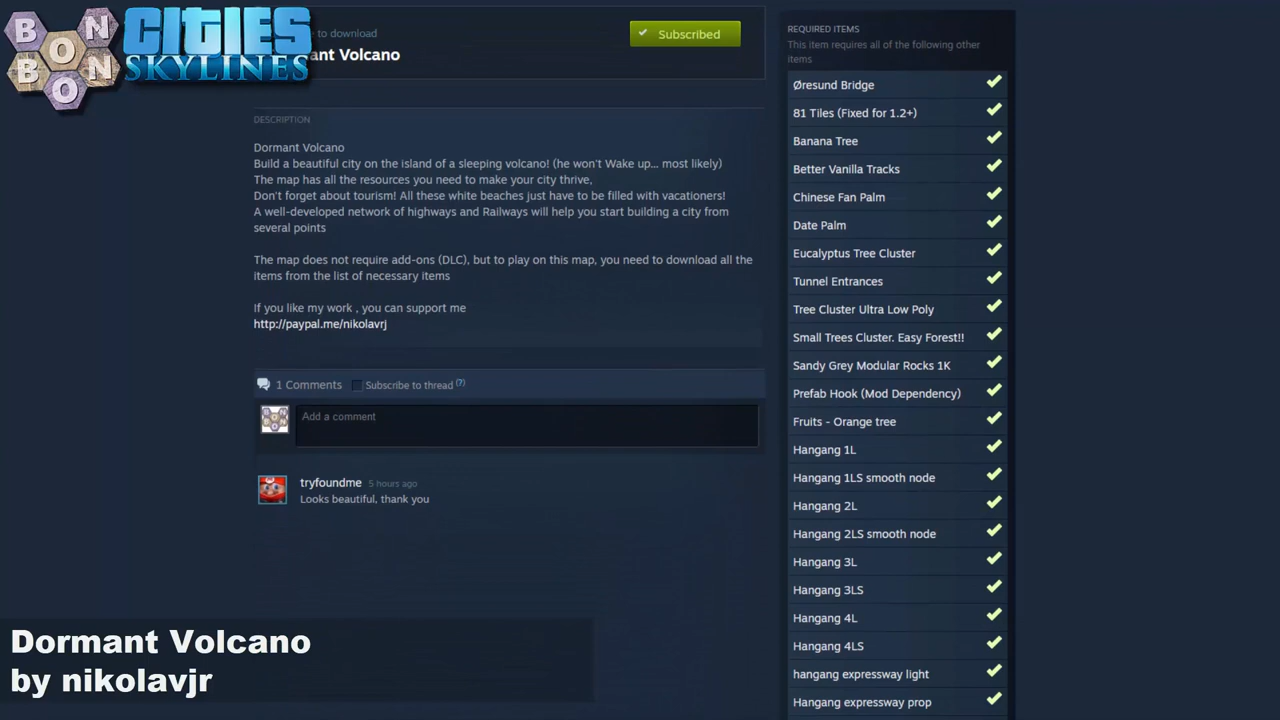 BON
BON
O
CITIES
SKYLINES
to download
ant Volcano
Subscribed
DESCRIPTION
Dormant Volcano
Build a beautiful city on the island of a sleeping volcano! (he won't Wake up... most likely)
The map has all the resources you need to make your city thrive,
Don't forget about tourism! All these white beaches just have to be filled with vacationers!
A well-developed network of highways and Railways will help you start building a city from
several points
The map does not require add-ons (DLC), but to play on this map, you need to download all the
items from the list of necessary items
If you like my work , you can support me
http://paypal.me/nikolavrj
1 Comments
Subscribe to thread (?)
Add a comment
tryfoundme 5 hours ago
Looks beautiful, thank you
REQUIRED ITEMS
This item requires all of the following other
items
Øresund Bridge
81 Tiles (Fixed for 1.2+)
Banana Tree
Better Vanilla Tracks
Chinese Fan Palm
Date Palm
Eucalyptus Tree Cluster
Tunnel Entrances
Tree Cluster Ultra Low Poly
Small Trees Cluster. Easy Forest!!
Sandy Grey Modular Rocks 1K
Prefab Hook (Mod Dependency)
Fruits - Orange tree
Hangang 1L
Hangang 1LS smooth node
Hangang 2L
Hangang 2LS smooth node
Hangang 3L
Hangang 3LS
Hangang 4L
Hangang 4LS
hangang expressway light
Hangang expressway prop
Dormant Volcano
by nikolavjr